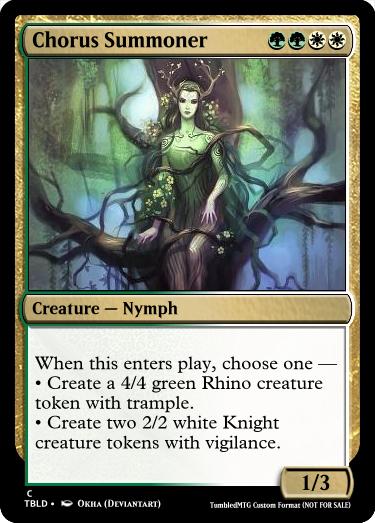 Chorus Summoner
Creature — Nymph
When this enters play, choose one —
• Create a 4/4 green Rhino creature
token with trample.
• Create two 2/2 white Knight
creature tokens with vigilance.
1/3
C
TBLD • Okha (Deviantart)
TumbledMTG Custom Format (NOT FOR SALE)